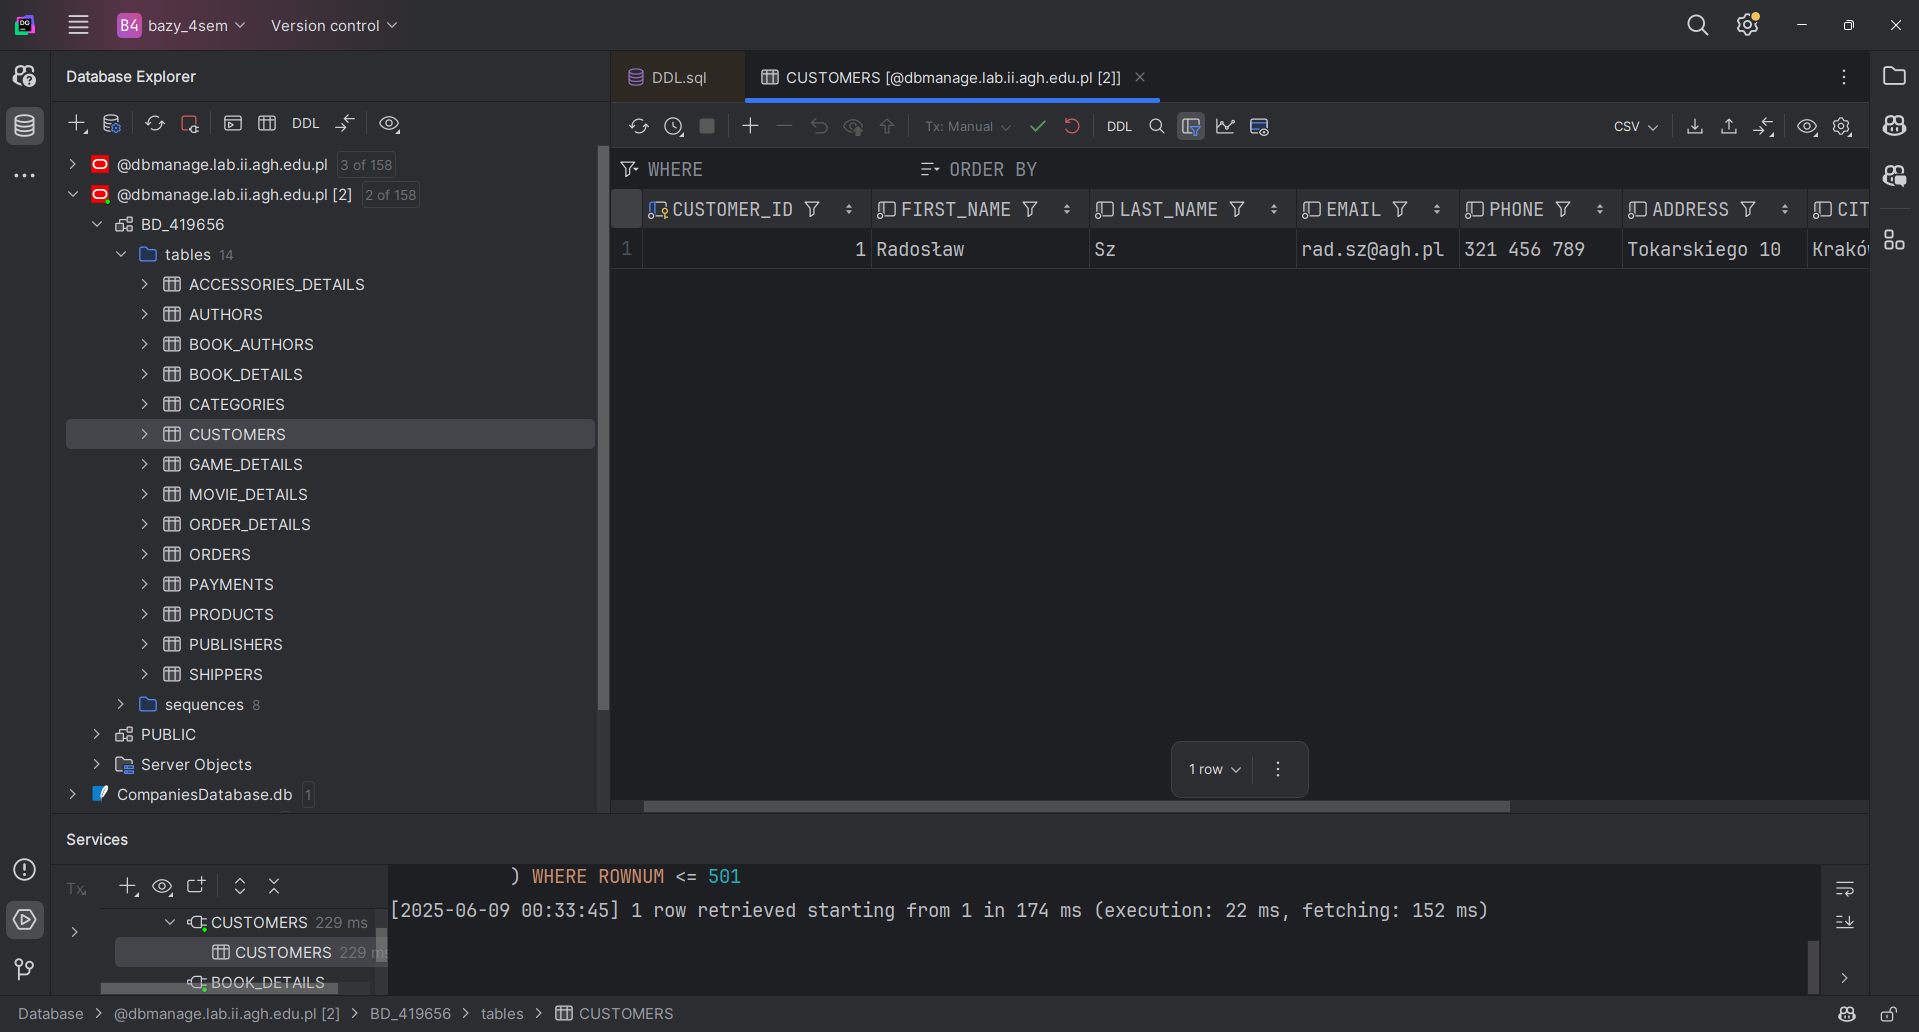 B4 bazy_4sem Version control
Database Explorer
DDL
@dbmanage.lab.ii.agh.edu.pl 3 of 158
@dbmanage.lab.ii.agh.edu.pl [2] 2 of 158
BD_419656
tables 14
ACCESSORIES_DETAILS
AUTHORS
BOOK_AUTHORS
BOOK_DETAILS
CATEGORIES
CUSTOMERS
GAME_DETAILS
MOVIE_DETAILS
ORDER_DETAILS
ORDERS
PAYMENTS
PRODUCTS
PUBLISHERS
SHIPPERS
sequences 8
PUBLIC
Server Objects
CompaniesDatabase.db 1
DDL.sql CUSTOMERS [@dbmanage.lab.ii.agh.edu.pl [2]]
Tx: Manual DDL CSV
WHERE ORDER BY
CUSTOMER_ID FIRST_NAME LAST_NAME EMAIL PHONE ADDRESS CIT
1 1 Radosław Sz rad.sz@agh.pl 321 456 789 Tokarskiego 10 Kraków
1 row
Services
Tx
CUSTOMERS 229 ms
CUSTOMERS 229 ms
BOOK_DETAILS
) WHERE ROWNUM <= 501
[2025-06-09 00:33:45] 1 row retrieved starting from 1 in 174 ms (execution: 22 ms, fetching: 152 ms)
Database > @dbmanage.lab.ii.agh.edu.pl [2] > BD_419656 > tables > CUSTOMERS